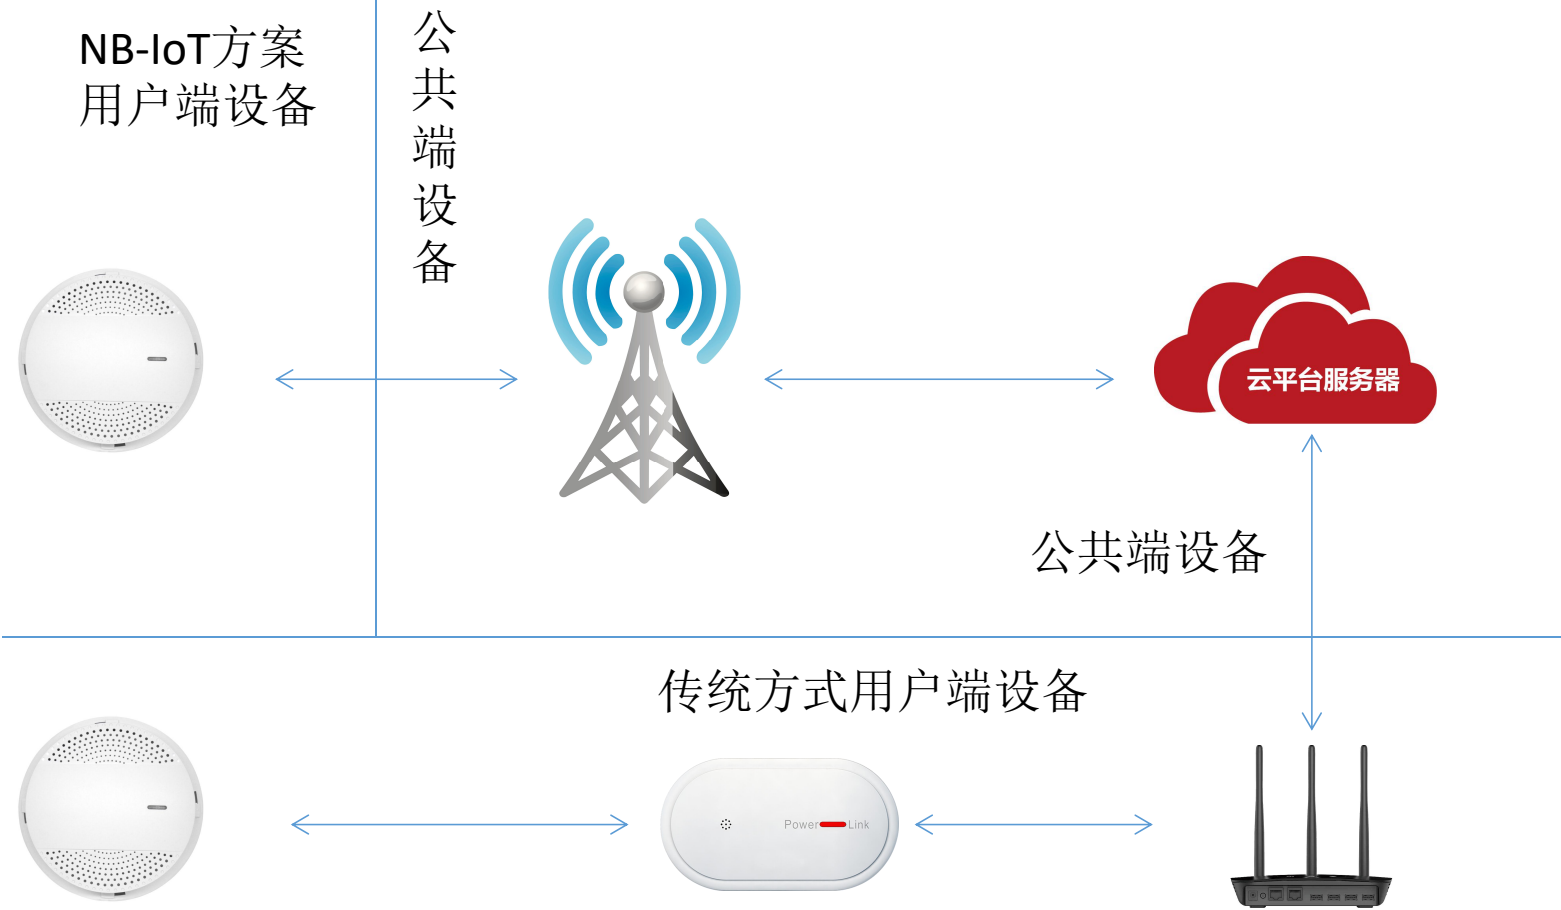 NB-IoT方案
用户端设备
公共端设备
云平台服务器
公共端设备
传统方式用户端设备
Power Link